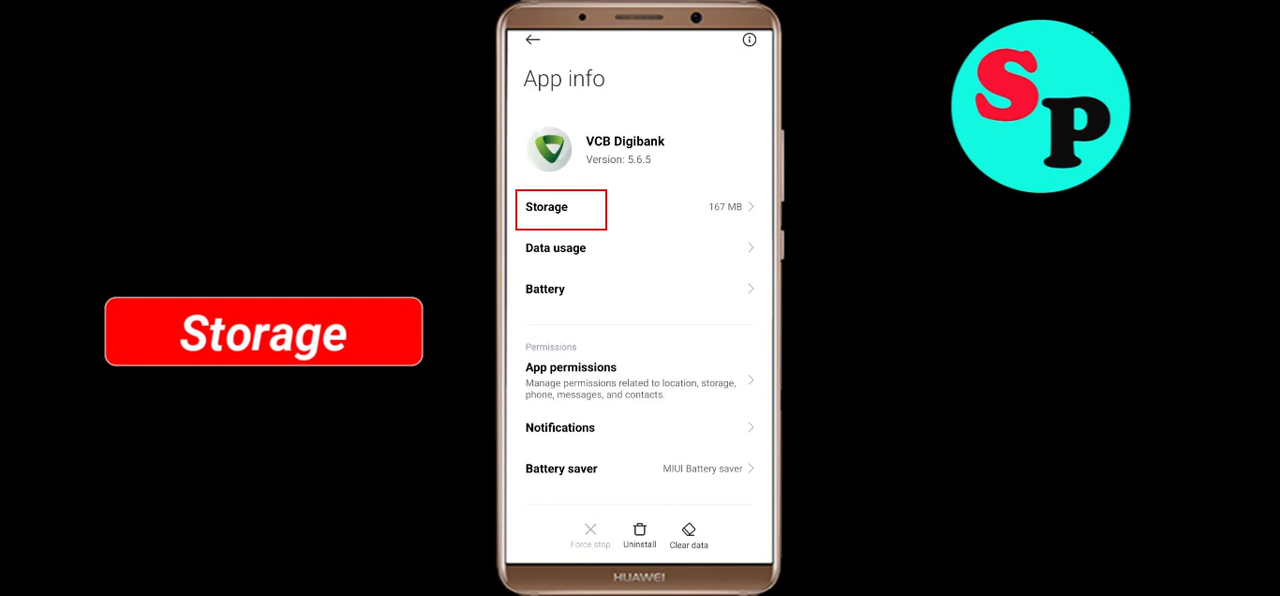 App info
VCB Digibank
Version: 5.6.5
Storage
167 MB
Data usage
Battery
Permissions
App permissions
Manage permissions related to location, storage,
phone, messages, and contacts.
Notifications
Battery saver
MIUI Battery saver
Force stop
Uninstall
Clear data
HUAWEI
Storage
SP